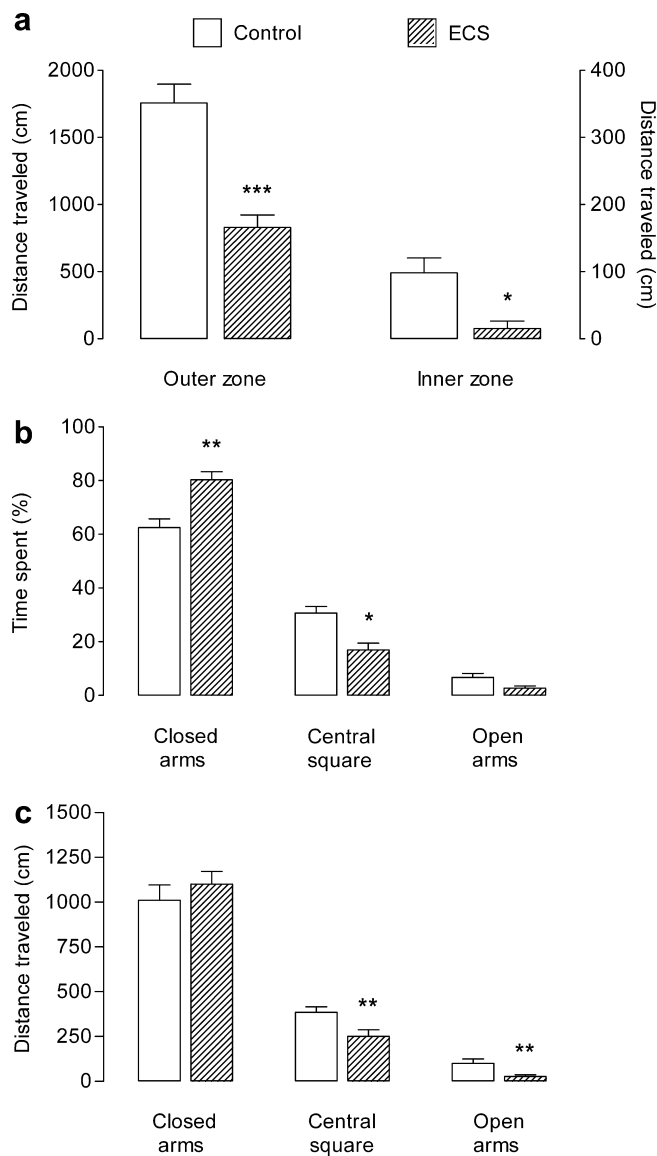 a
Control ECS
Distance traveled (cm)
2000
1500
1000
500
0
***
*
400
300
200
100
0
Distance traveled (cm)
Outer zone Inner zone
b
Time spent (%)
100
80
60
40
20
0
**
*
Closed
arms
Central
square
Open
arms
c
Distance traveled (cm)
1500
1250
1000
750
500
250
0
**
**
Closed
arms
Central
square
Open
arms